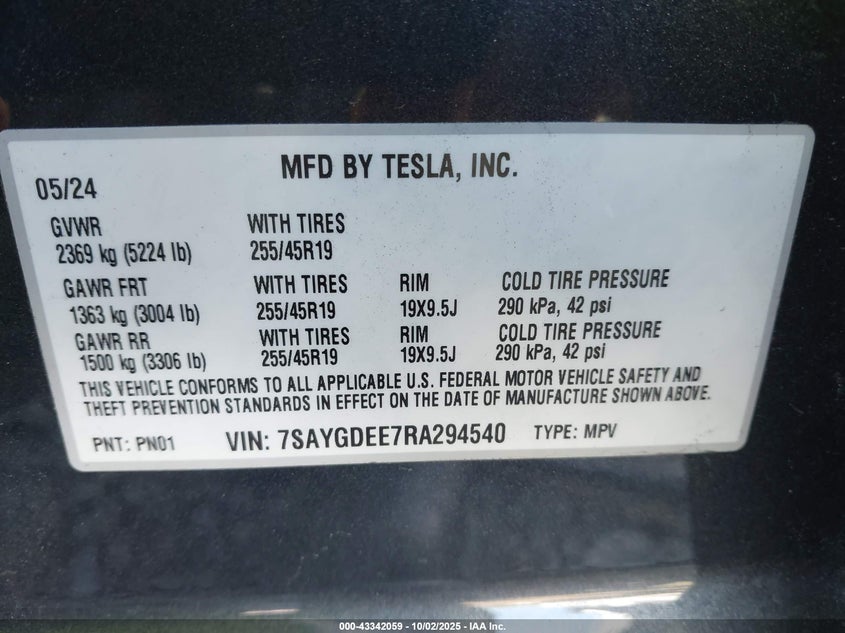 MFD BY TESLA, INC.
05/24
GVWR WITH TIRES
2369 kg (5224 lb) 255/45R19
GAWR FRT WITH TIRES RIM COLD TIRE PRESSURE
1363 kg (3004 lb) 255/45R19 19X9.5J 290 kPa, 42 psi
GAWR RR WITH TIRES RIM COLD TIRE PRESSURE
1500 kg (3306 lb) 255/45R19 19X9.5J 290 kPa, 42 psi
THIS VEHICLE CONFORMS TO ALL APPLICABLE U.S. FEDERAL MOTOR VEHICLE SAFETY AND
THEFT PREVENTION STANDARDS IN EFFECT ON THE DATE OF MANUFACTURE SHOWN ABOVE.
PNT: PN01 VIN: 7SAYGDEE7RA294540 TYPE: MPV
000-43342059 - 10/02/2025 - IAA Inc.